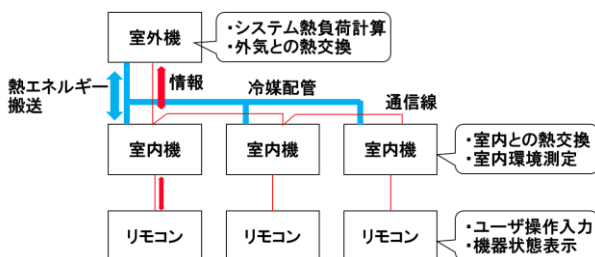 室外機
・システム熱負荷計算
・外気との熱交換
熱エネルギー
搬送
情報
冷媒配管
通信線
室内機
室内機
室内機
・室内との熱交換
・室内環境測定
リモコン
リモコン
リモコン
・ユーザ操作入力
・機器状態表示